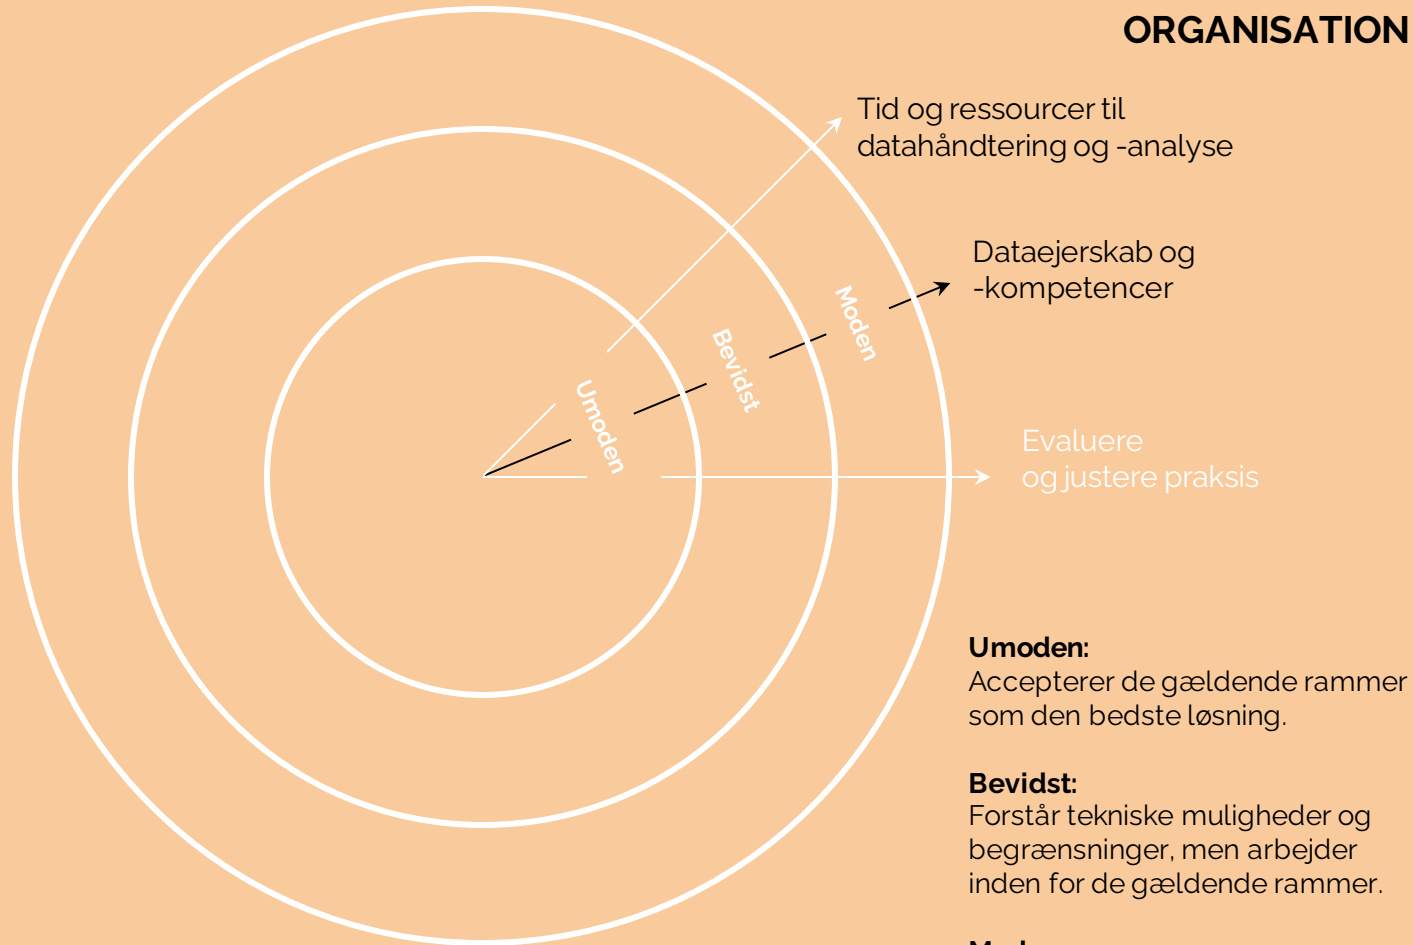 ORGANISATION
Tid og ressourcer til
datahåndtering og -analyse
Dataejerskab og
-kompetencer
Moden
Bevidst
Umoden
Evaluere
og justere praksis
Umoden:
Accepterer de gældende rammer
som den bedste løsning.
Bevidst:
Forstår tekniske muligheder og
begrænsninger, men arbejder
inden for de gældende rammer.